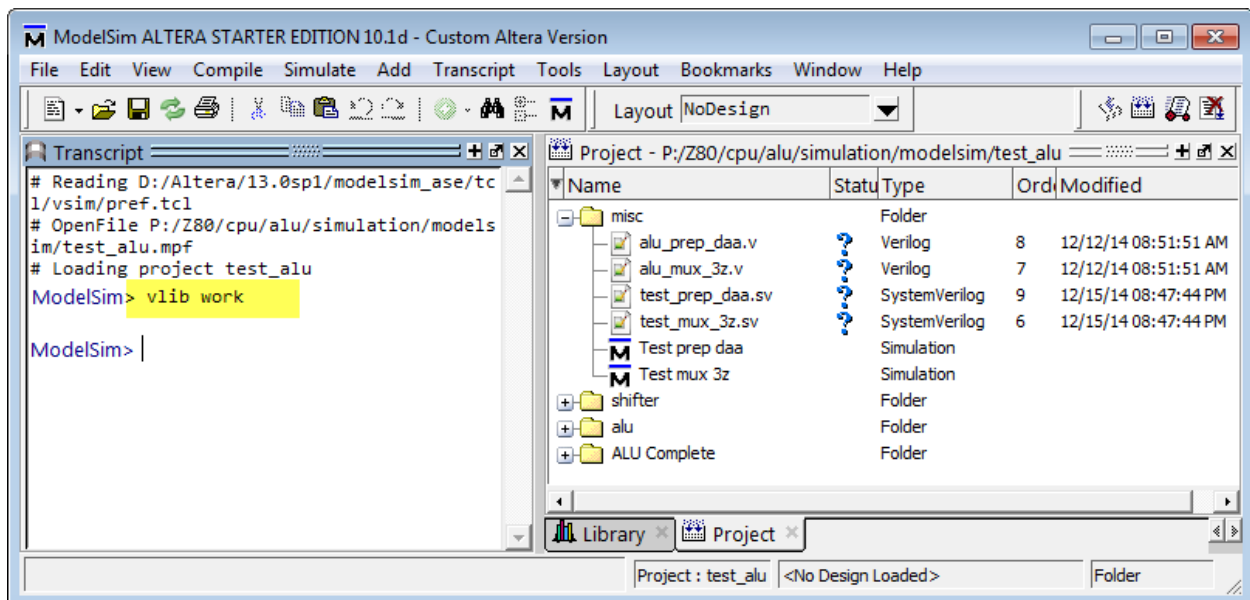 ModelSim ALTERA STARTER EDITION 10.1d - Custom Altera Version
File Edit View Compile Simulate Add Transcript Tools Layout Bookmarks Window Help
Layout NoDesign
Transcript
# Reading D:/Altera/13.0sp1/modelsim_ase/tc
l/vsim/pref.tcl
# OpenFile P:/Z80/cpu/alu/simulation/models
im/test_alu.mpf
# Loading project test_alu
ModelSim> vlib work
ModelSim>
Project - P:/Z80/cpu/alu/simulation/modelsim/test_alu
Name Statu Type Orde Modified
misc Folder
alu_prep_daa.v Verilog 8 12/12/14 08:51:51 AM
alu_mux_3z.v Verilog 7 12/12/14 08:51:51 AM
test_prep_daa.sv SystemVerilog 9 12/15/14 08:47:44 PM
test_mux_3z.sv SystemVerilog 6 12/15/14 08:47:44 PM
Test prep daa Simulation
Test mux 3z Simulation
shifter Folder
alu Folder
ALU Complete Folder
Library Project
Project : test_alu <No Design Loaded> Folder